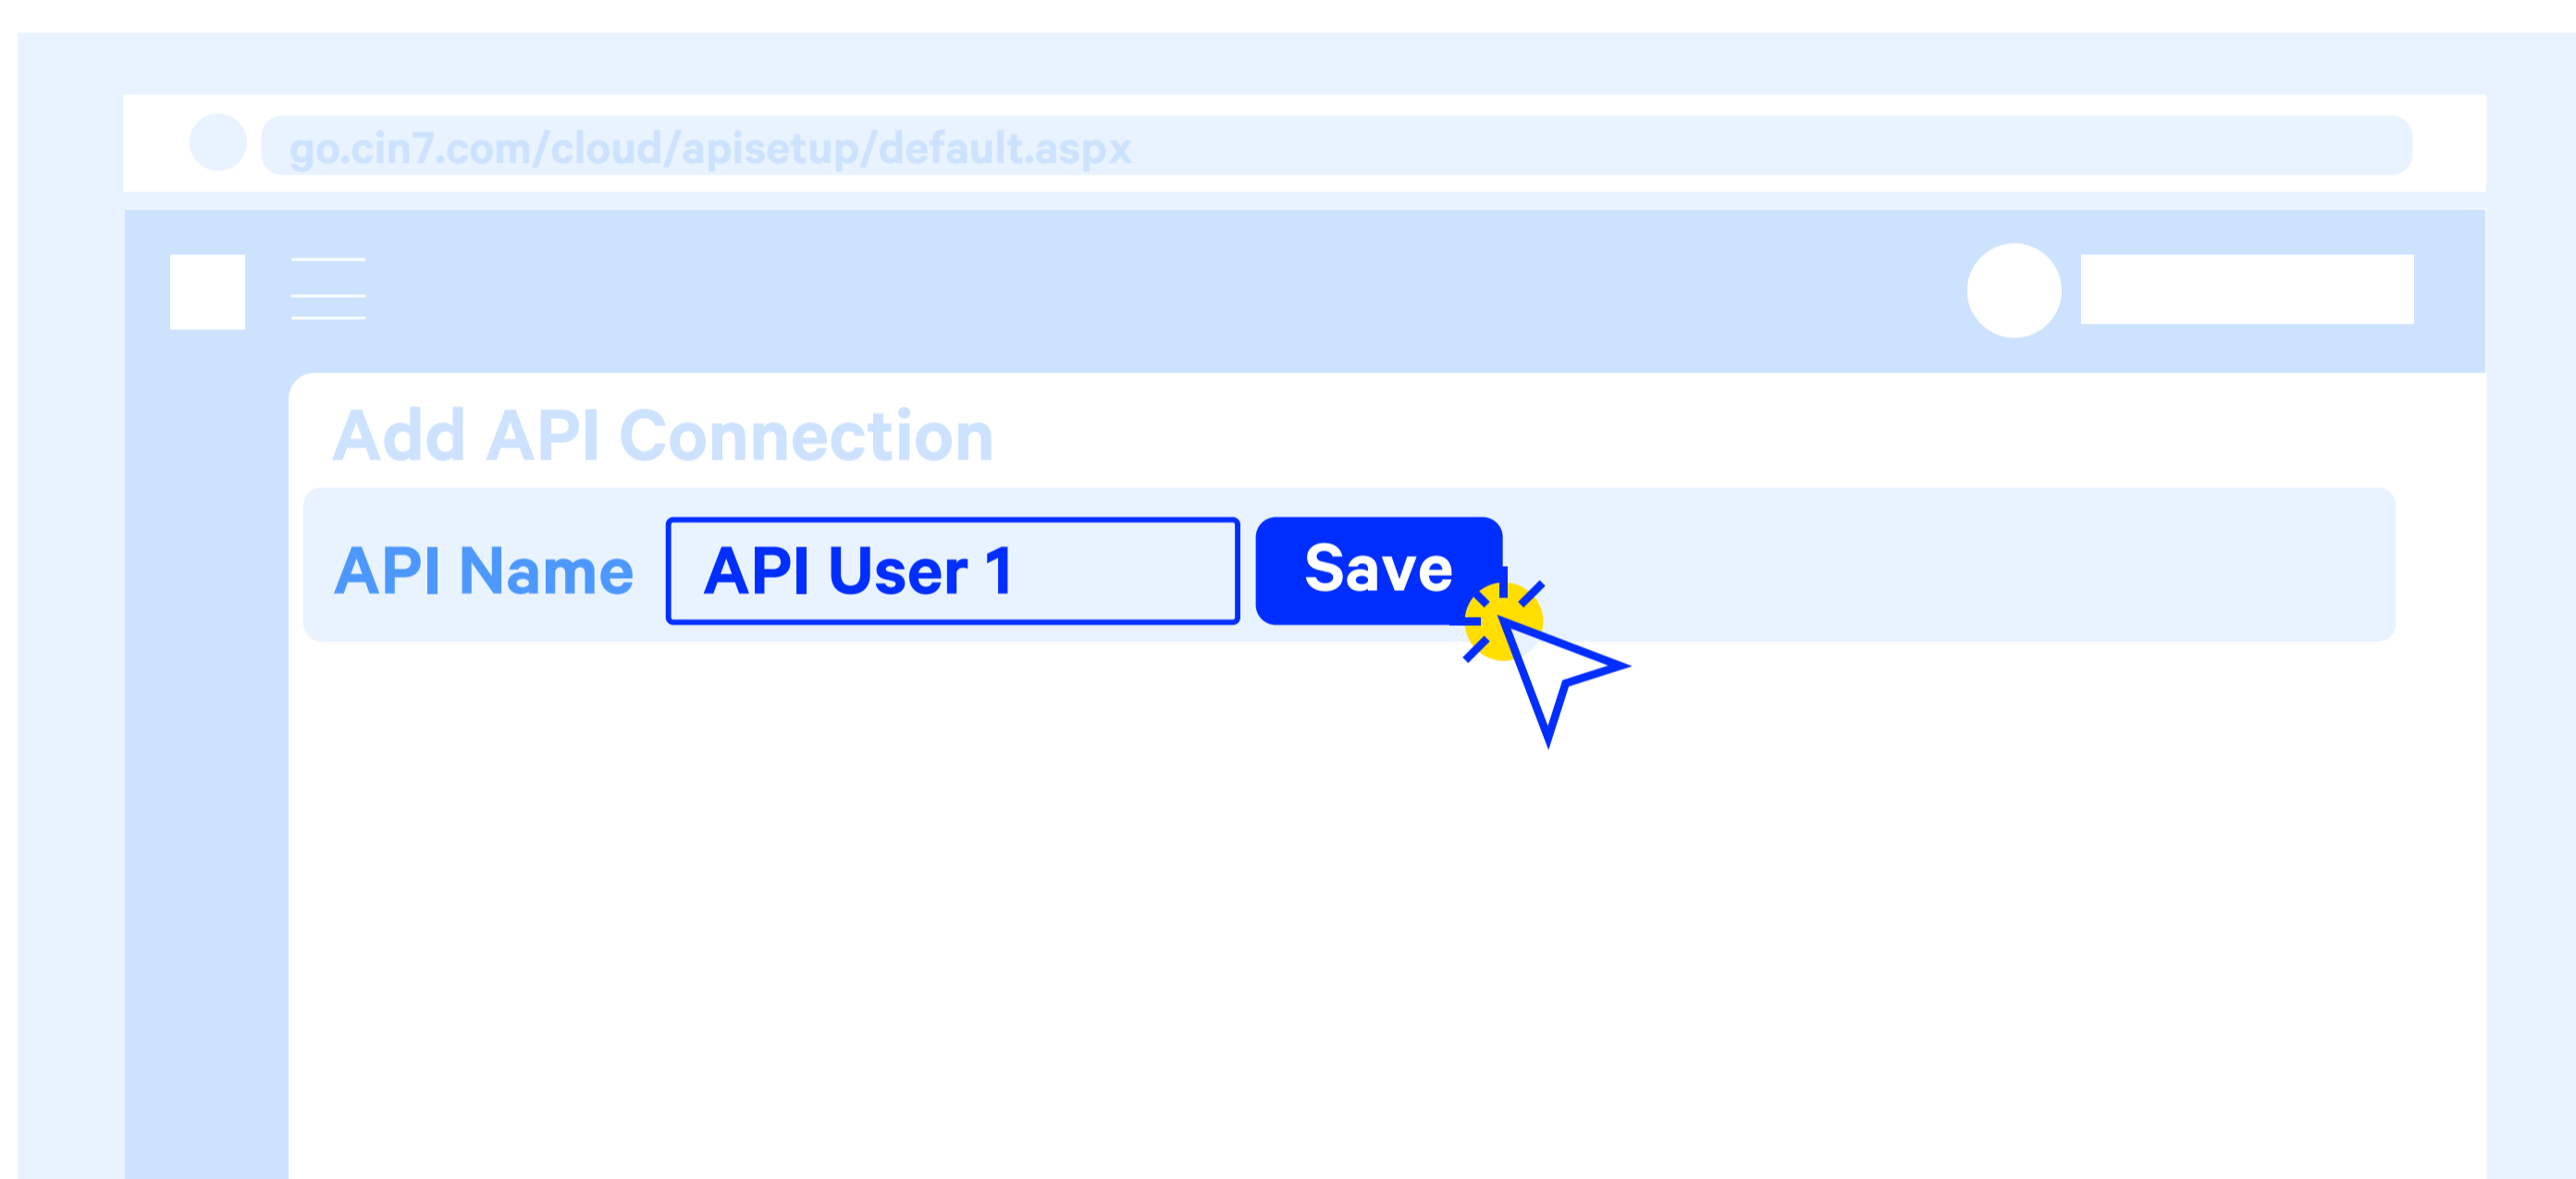 go.cin7.com/cloud/apisetup/default.aspx
Add API Connection
API Name API User 1 Save